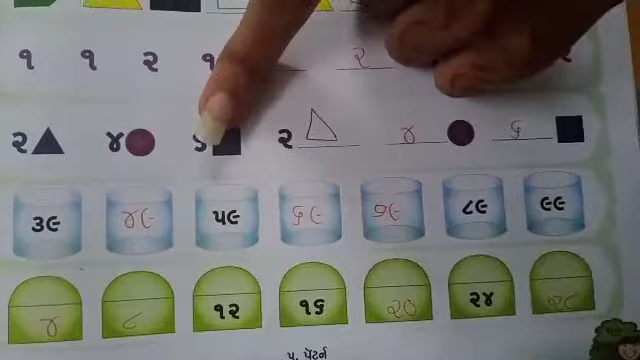 ૧ ૧ ૨ ૧ ૨
૨ ૪ ૬ ૨ ૪ ૬
૩૯ ૪૯ ૫૯ ૬૯ ૭૯ ૮૯ ૯૯
૪ ૮ ૧૨ ૧૬ ૨૦ ૨૪ ૨૮
૫. પૅટર્ન